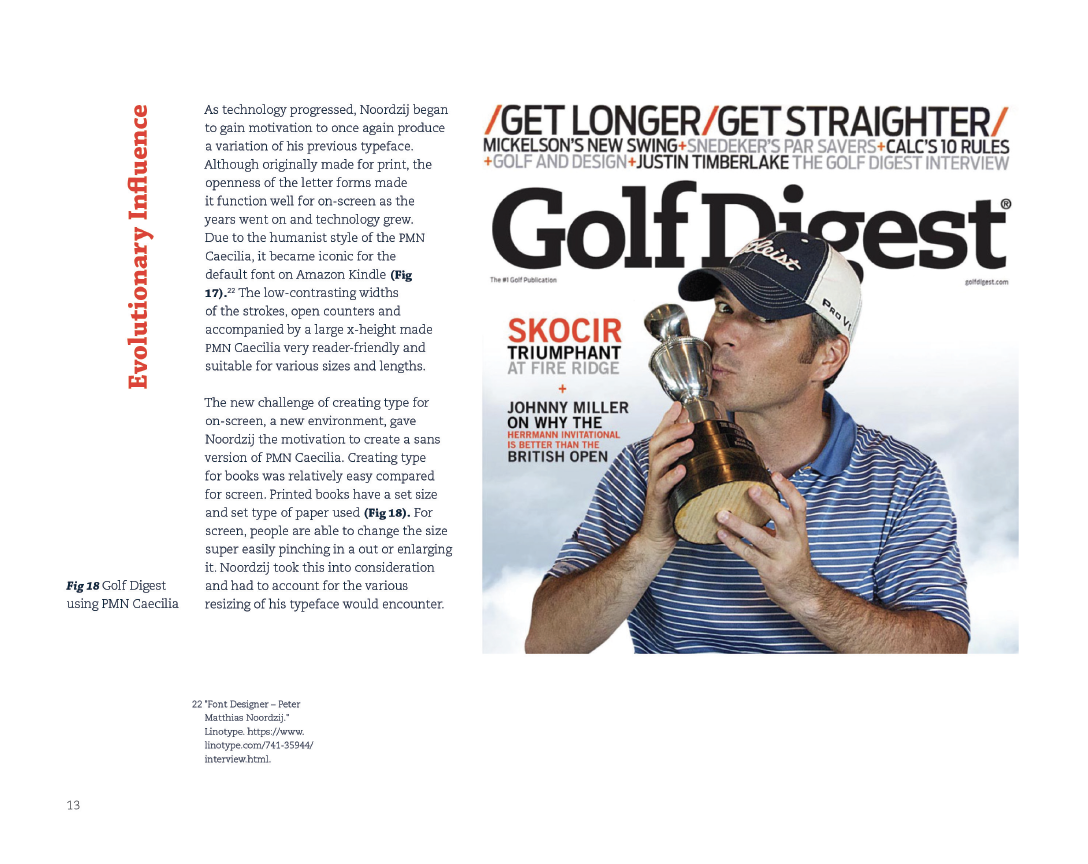 Evolutionary Influence
As technology progressed, Noordzij began
to gain motivation to once again produce
a variation of his previous typeface.
Although originally made for print, the
openness of the letter forms made
it function well for on-screen as the
years went on and technology grew.
Due to the humanist style of the PMN
Caecilia, it became iconic for the
default font on Amazon Kindle (Fig
17).22 The low-contrasting widths
of the strokes, open counters and
accompanied by a large x-height made
PMN Caecilia very reader-friendly and
suitable for various sizes and lengths.
The new challenge of creating type for
on-screen, a new environment, gave
Noordzij the motivation to create a sans
version of PMN Caecilia. Creating type
for books was relatively easy compared
for screen. Printed books have a set size
and set type of paper used (Fig 18). For
screen, people are able to change the size
super easily pinching in a out or enlarging
it. Noordzij took this into consideration
and had to account for the various
resizing of his typeface would encounter.
Fig 18 Golf Digest
using PMN Caecilia
/GET LONGER/GET STRAIGHTER/
MICKELSON'S NEW SWING+SNEDEKER'S PAR SAVERS+CALC'S 10 RULES
+GOLF AND DESIGN+JUSTIN TIMBERLAKE THE GOLF DIGEST INTERVIEW
Golf Digest®
The #1 Golf Publication
golfdigest.com
Titleist
PRO V1
SKOCIR
TRIUMPHANT
AT FIRE RIDGE
+
JOHNNY MILLER
ON WHY THE
HERRMANN INVITATIONAL
IS BETTER THAN THE
BRITISH OPEN
22 "Font Designer – Peter
Matthias Noordzij."
Linotype. https://www.
linotype.com/741-35944/
interview.html.
13